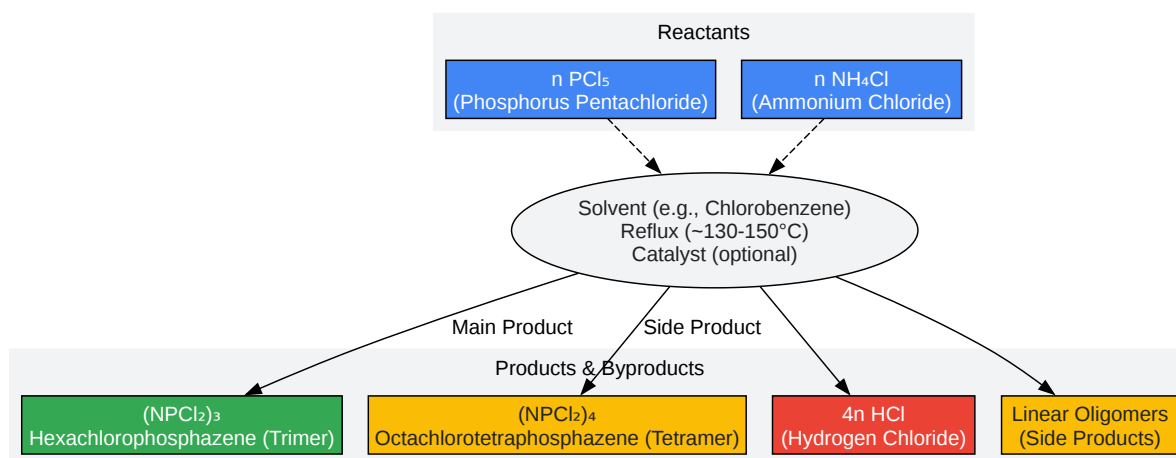 Reactants
n PCl₅
(Phosphorus Pentachloride)
n NH₄Cl
(Ammonium Chloride)
Solvent (e.g., Chlorobenzene)
Reflux (~130-150°C)
Catalyst (optional)
Main Product
Side Product
Products & Byproducts
(NPCl₂)₃
Hexachlorophosphazene (Trimer)
(NPCl₂)₄
Octachlorotetraphosphazene (Tetramer)
4n HCl
(Hydrogen Chloride)
Linear Oligomers
(Side Products)